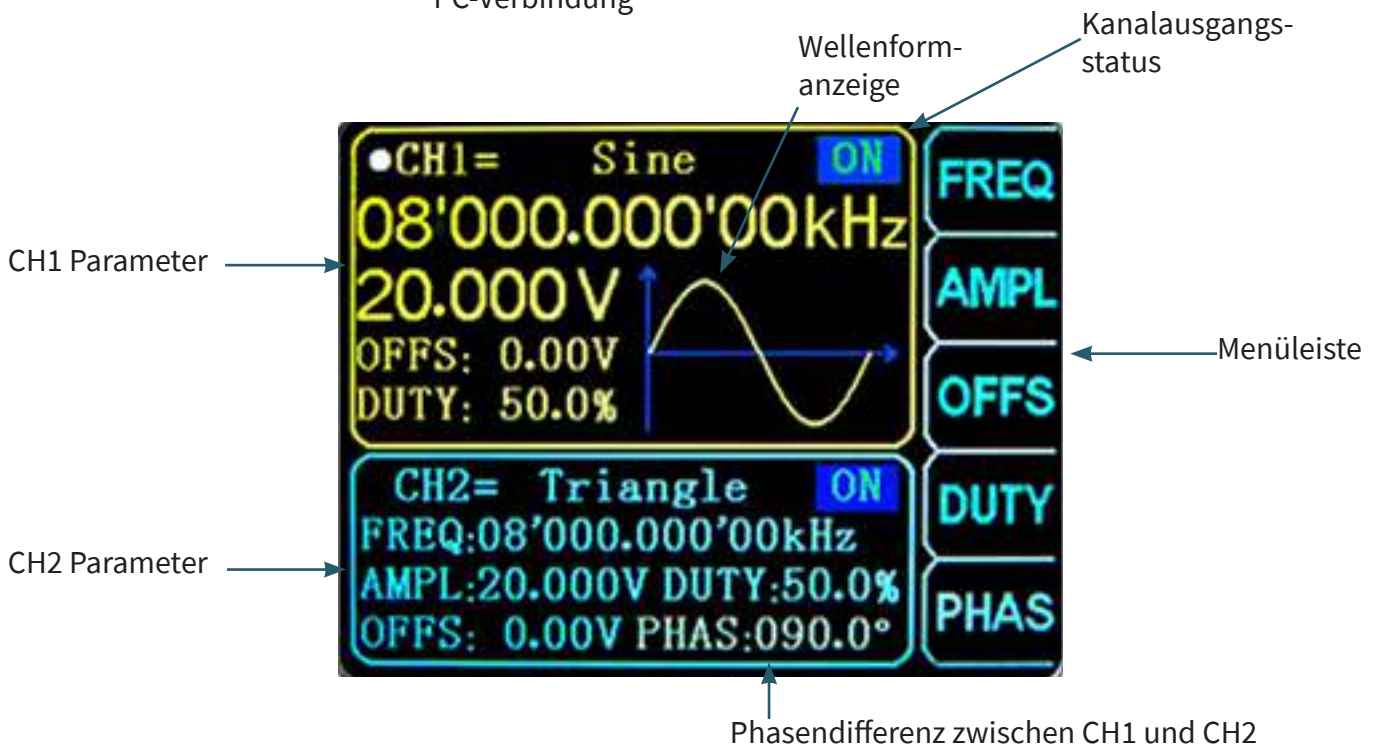 PC-Verbindung
Wellenform-
anzeige
Kanalausgangs-
status
CH1= Sine ON
08'000.000'00kHz
20.000V
OFFS: 0.00V
DUTY: 50.0%
CH1 Parameter
CH2= Triangle ON
FREQ:08'000.000'00kHz
AMPL:20.000V DUTY:50.0%
OFFS: 0.00V PHAS:090.0°
CH2 Parameter
FREQ
AMPL
OFFS
DUTY
PHAS
Menüleiste
Phasendifferenz zwischen CH1 und CH2